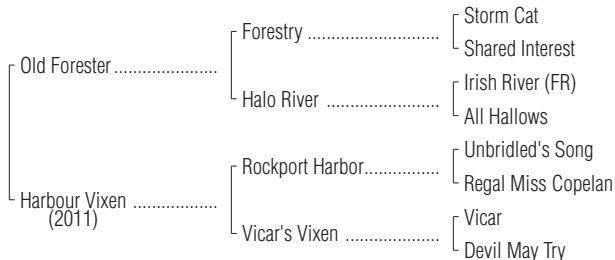 Storm Cat
Forestry ....................
Shared Interest
Old Forester ...................
Irish River (FR)
Halo River ..................
All Hallows
Unbridled's Song
Rockport Harbor..............
Regal Miss Copelan
Harbour Vixen ...............
(2011)
Vicar
Vicar's Vixen .................
Devil May Try